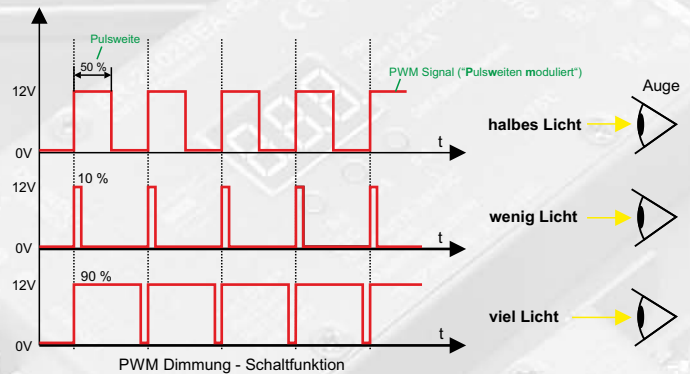 Pulsweite
50 %
PWM Signal ("Pulsweiten moduliert")
Auge
12V
halbes Licht
t
0V
12V
10 %
wenig Licht
t
0V
90 %
12V
viel Licht
t
0V
PWM Dimmung - Schaltfunktion